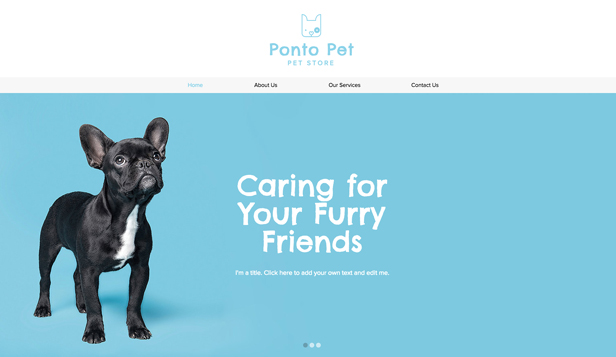 Ponto Pet
PET STORE
Home About Us Our Services Contact Us
Caring for
Your Furry
Friends
I'm a title. Click here to add your own text and edit me.